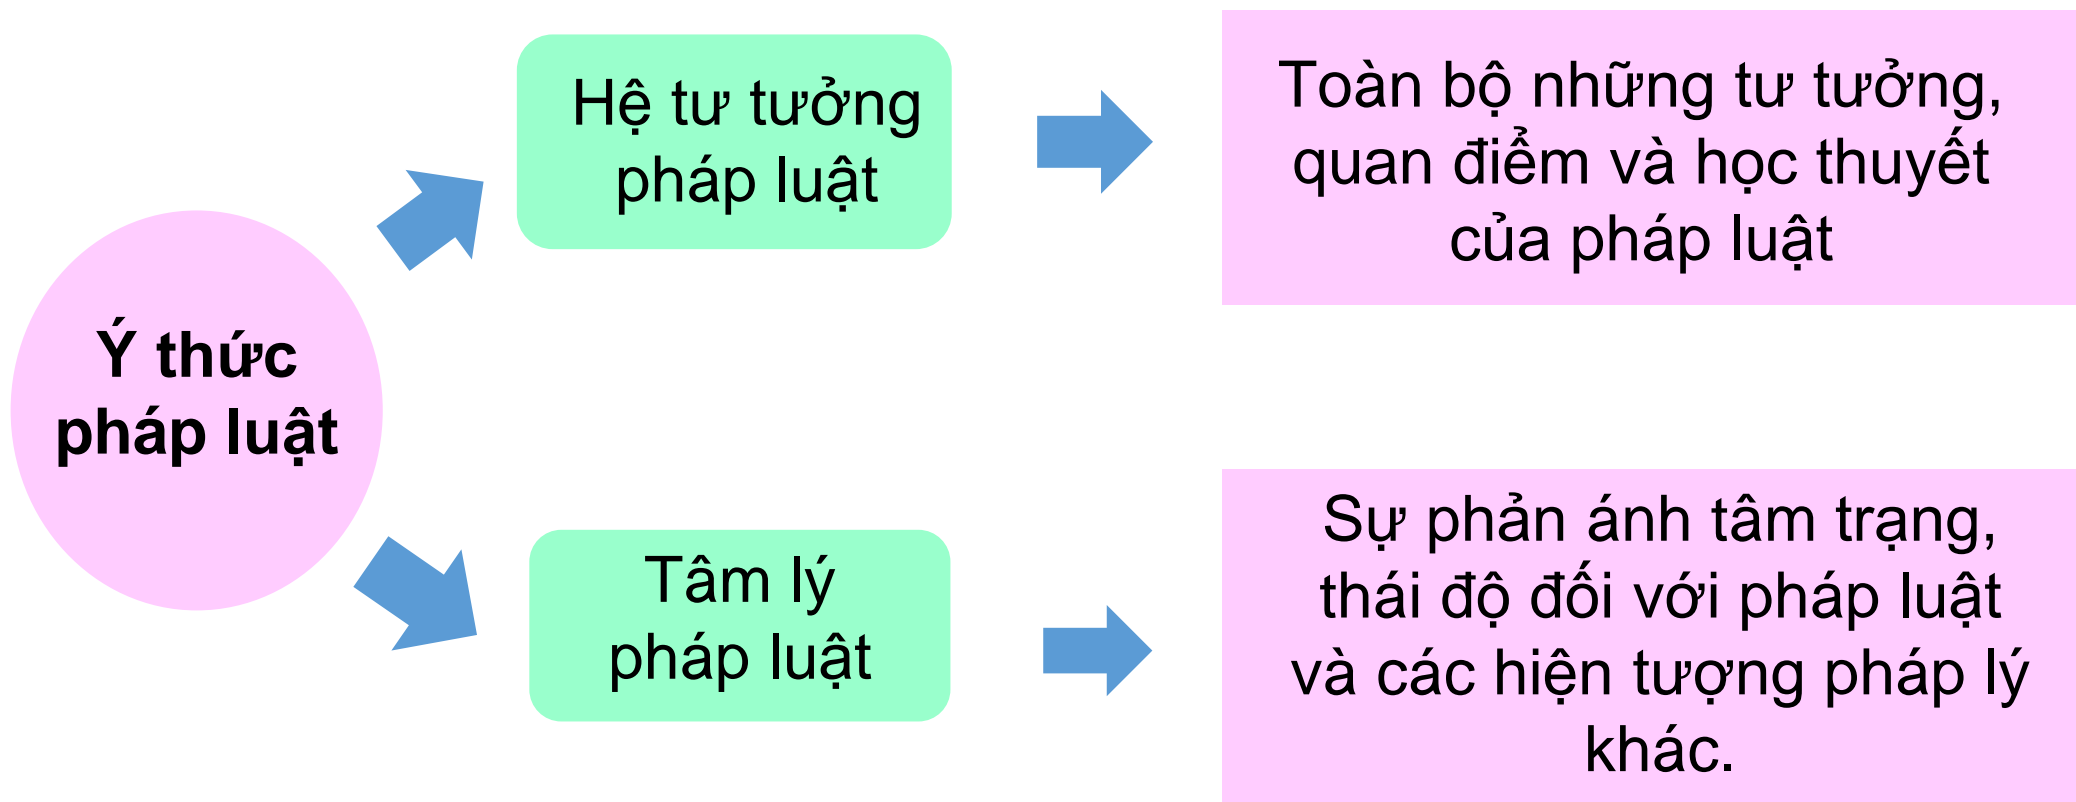 Ý thức
pháp luật
Hệ tư tưởng
pháp luật
Toàn bộ những tư tưởng,
quan điểm và học thuyết
của pháp luật
Tâm lý
pháp luật
Sự phản ánh tâm trạng,
thái độ đối với pháp luật
và các hiện tượng pháp lý
khác.